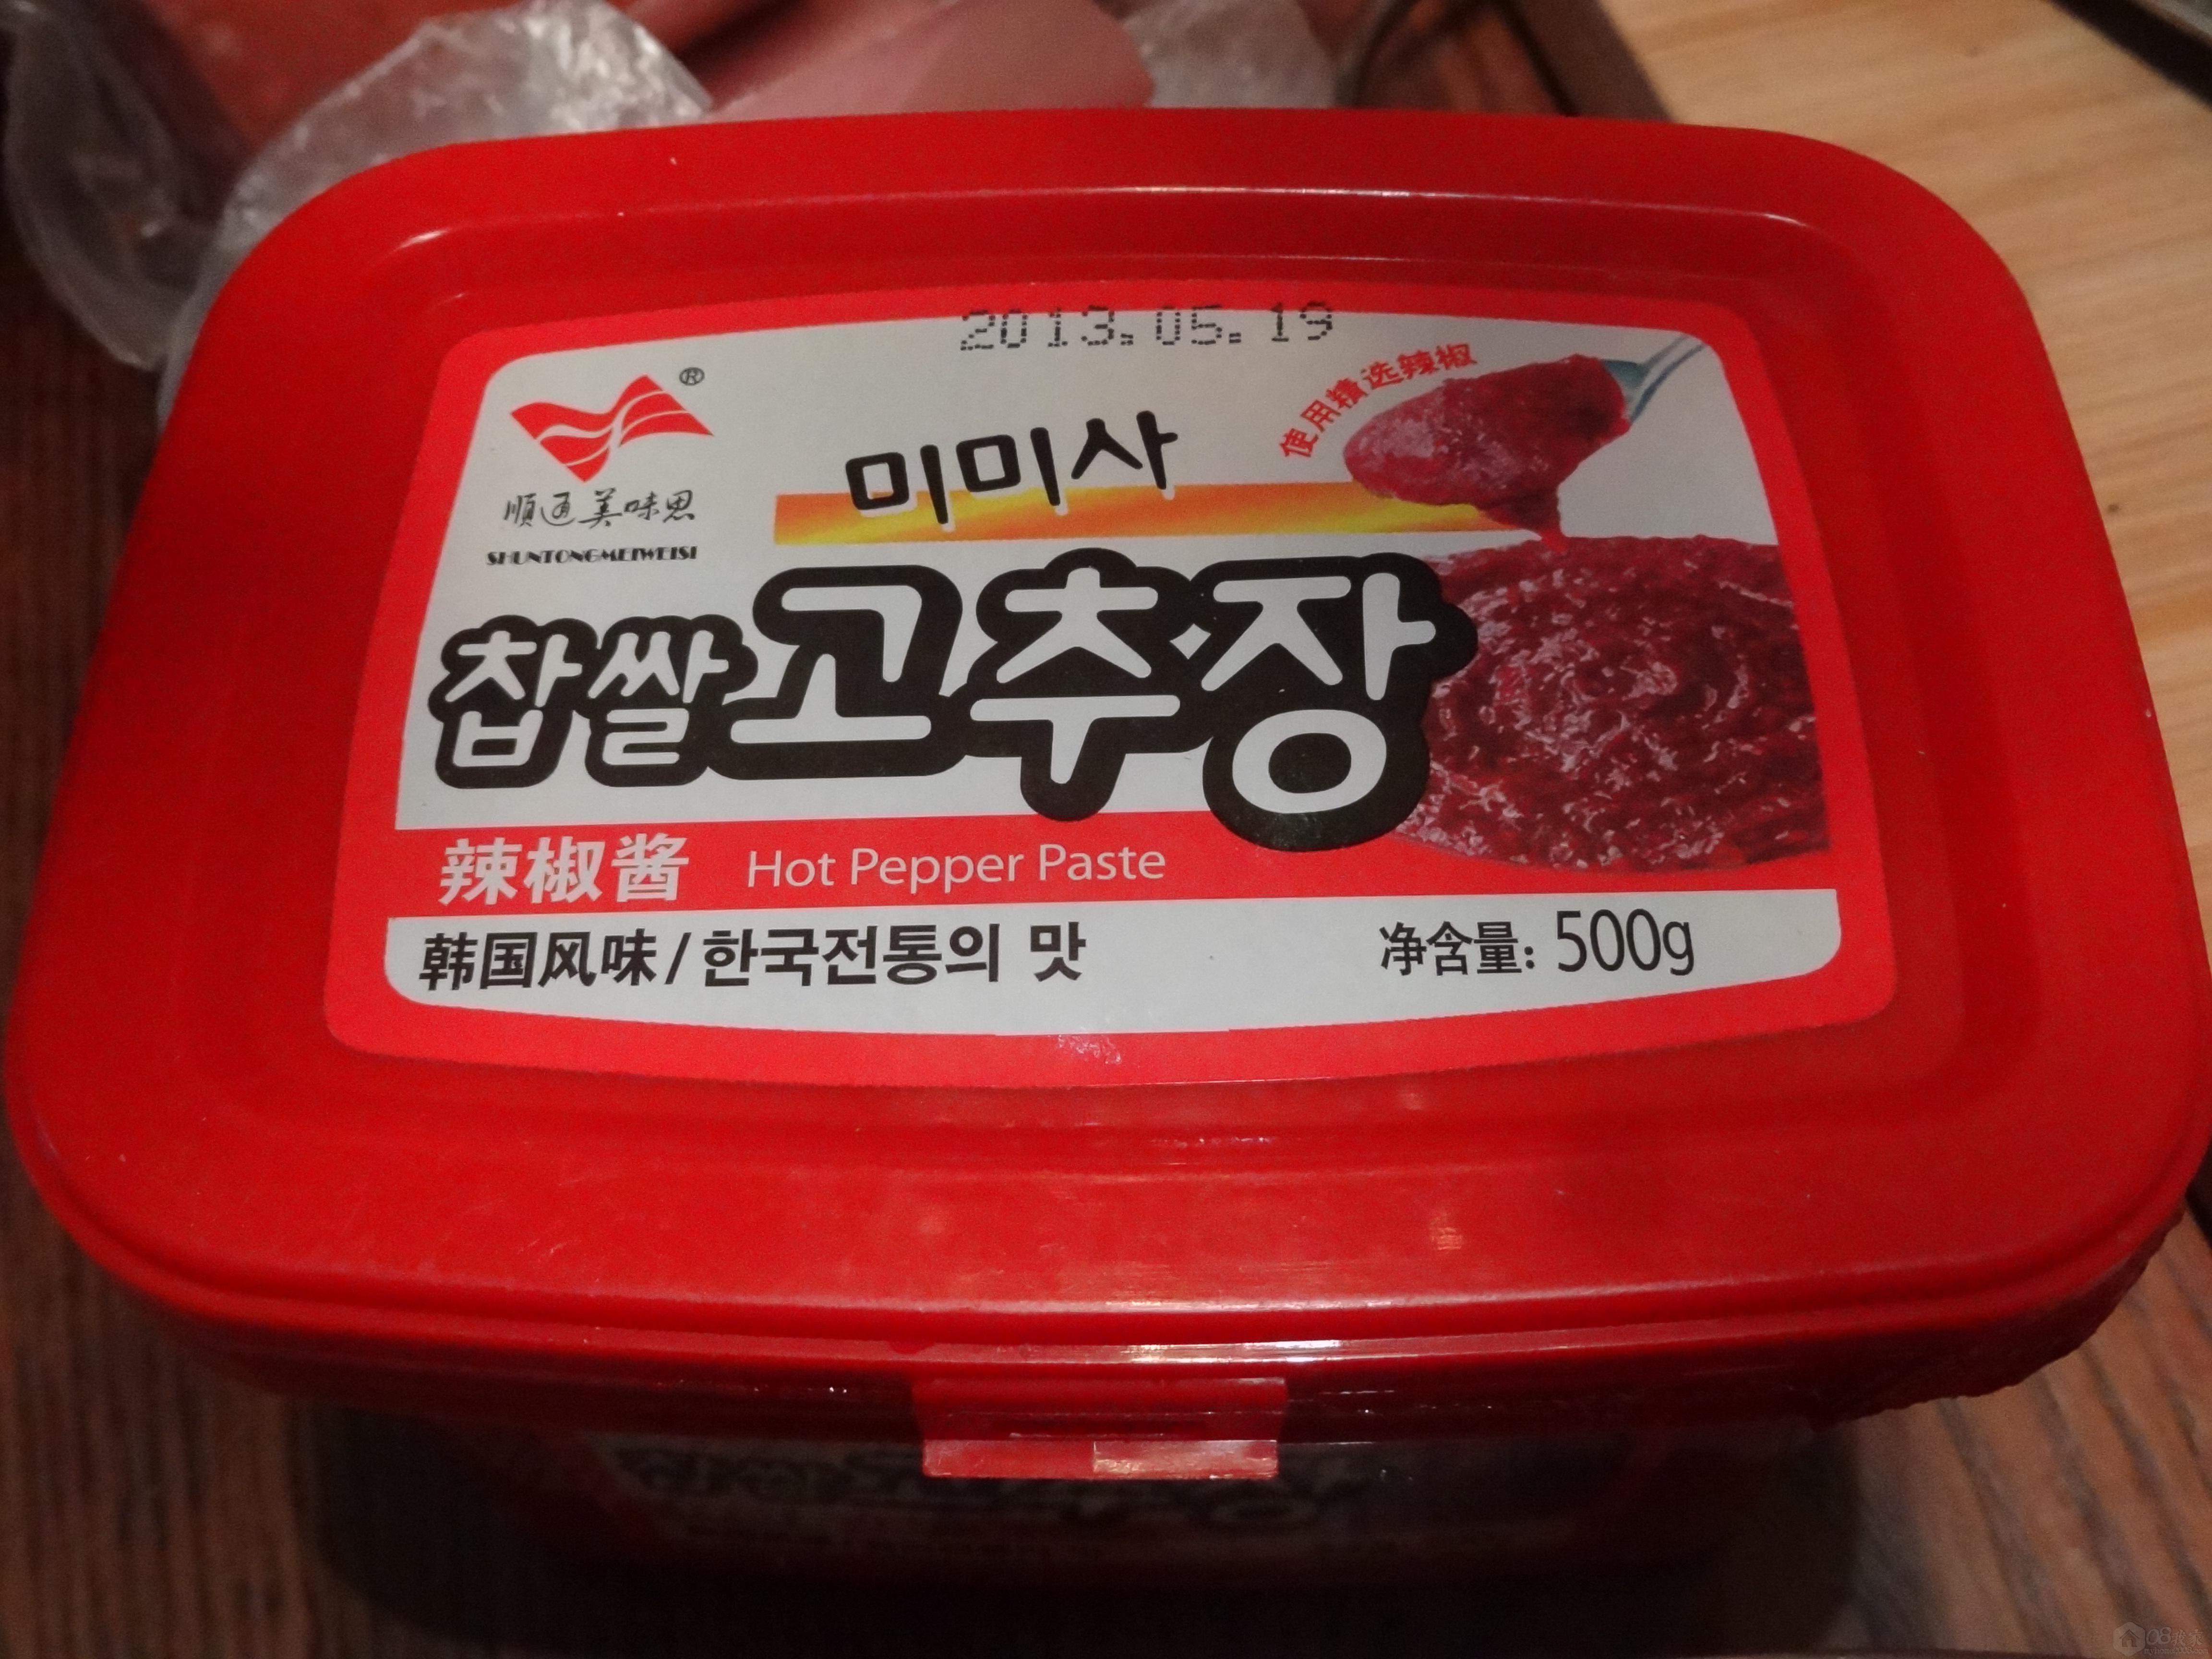 2013.05.19
®
使用精选辣椒
順通美味思
SHUNTONGMEIWEISI
미미사
찹쌀고추장
辣椒酱 Hot Pepper Paste
韩国风味/한국전통의 맛 净含量: 500g